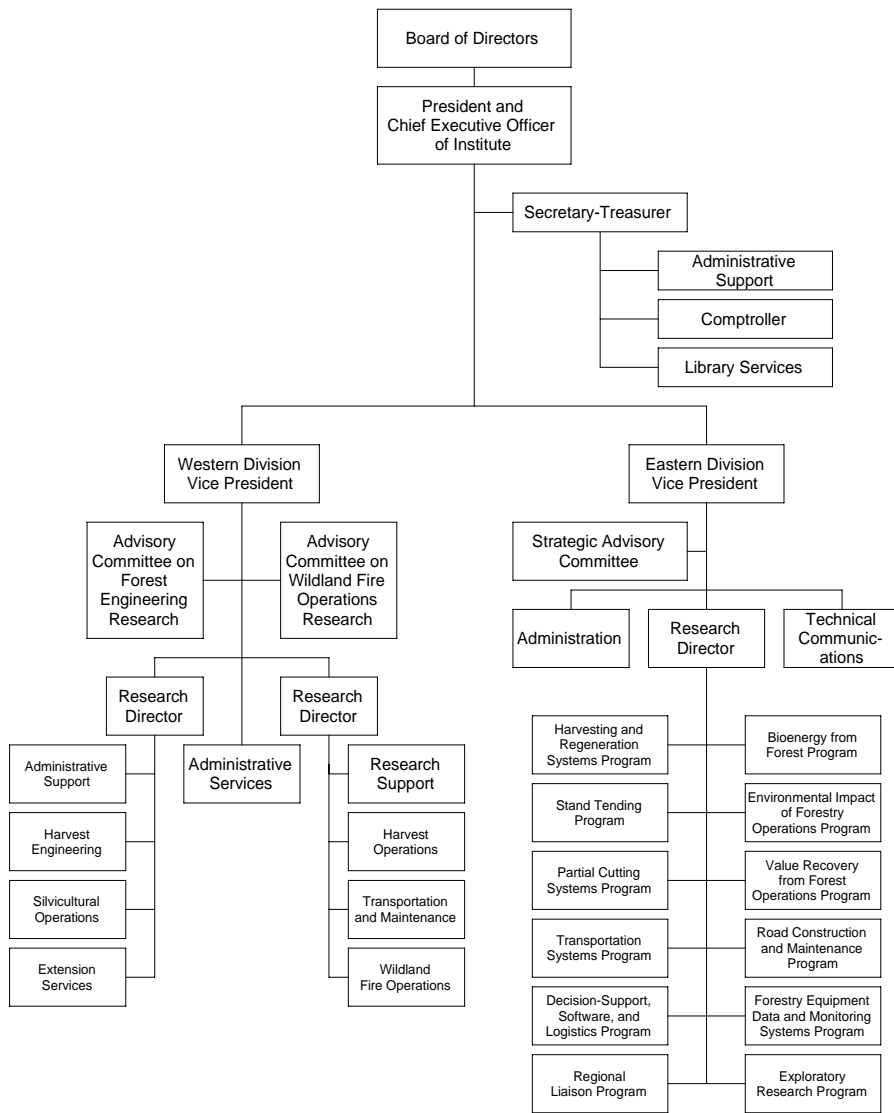 Board of Directors
President and
Chief Executive Officer
of Institute
Secretary-Treasurer
Administrative
Support
Comptroller
Library Services
Western Division
Vice President
Eastern Division
Vice President
Advisory
Committee on
Forest
Engineering
Research
Advisory
Committee on
Wildland Fire
Operations
Research
Strategic Advisory
Committee
Administration
Research
Director
Technical
Communic-
ations
Research
Director
Research
Director
Administrative
Support
Administrative
Services
Research
Support
Harvest
Engineering
Harvest
Operations
Silvicultural
Operations
Transportation
and Maintenance
Extension
Services
Wildland
Fire Operations
Harvesting and
Regeneration
Systems Program
Bioenergy from
Forest Program
Stand Tending
Program
Environmental Impact
of Forestry
Operations Program
Partial Cutting
Systems Program
Value Recovery
from Forest
Operations Program
Transportation
Systems Program
Road Construction
and Maintenance
Program
Decision-Support,
Software, and
Logistics Program
Forestry Equipment
Data and Monitoring
Systems Program
Regional
Liaison Program
Exploratory
Research Program